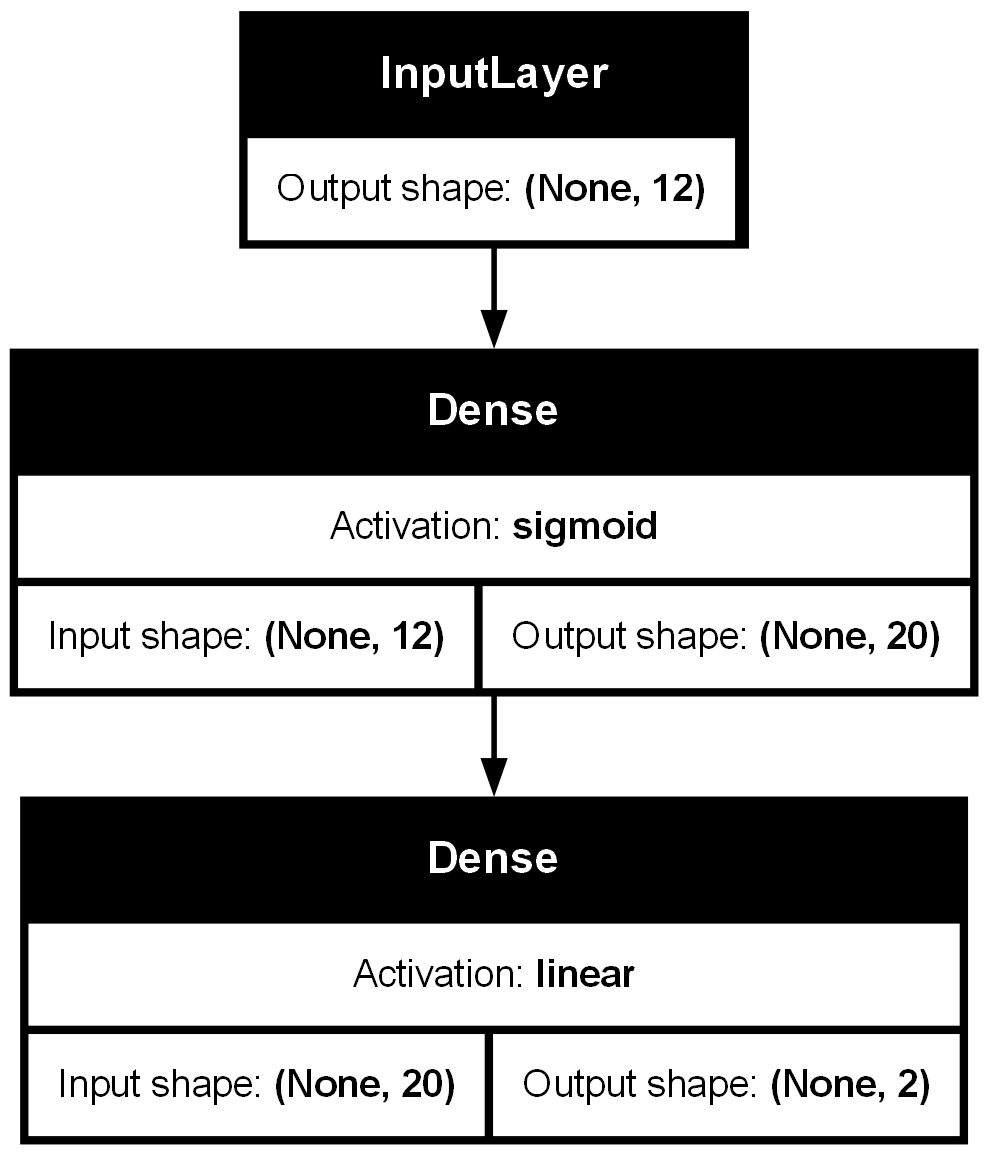 InputLayer
Output shape: (None, 12)
Dense
Activation: sigmoid
Input shape: (None, 12)
Output shape: (None, 20)
Dense
Activation: linear
Input shape: (None, 20)
Output shape: (None, 2)